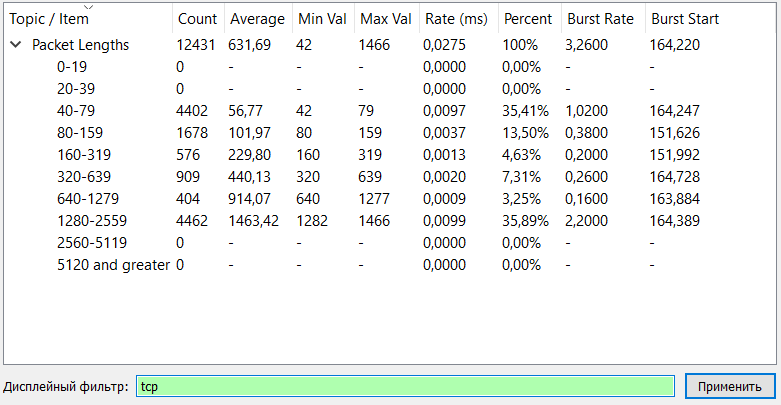 Topic / Item Count Average Min Val Max Val Rate (ms) Percent Burst Rate Burst Start
Packet Lengths 12431 631,69 42 1466 0,0275 100% 3,2600 164,220
0-19 0 - - - 0,0000 0,00% - -
20-39 0 - - - 0,0000 0,00% - -
40-79 4402 56,77 42 79 0,0097 35,41% 1,0200 164,247
80-159 1678 101,97 80 159 0,0037 13,50% 0,3800 151,626
160-319 576 229,80 160 319 0,0013 4,63% 0,2000 151,992
320-639 909 440,13 320 639 0,0020 7,31% 0,2600 164,728
640-1279 404 914,07 640 1277 0,0009 3,25% 0,1600 163,884
1280-2559 4462 1463,42 1282 1466 0,0099 35,89% 2,2000 164,389
2560-5119 0 - - - 0,0000 0,00% - -
5120 and greater 0 - - - 0,0000 0,00% - -
Дисплейный фильтр: tcp Применить